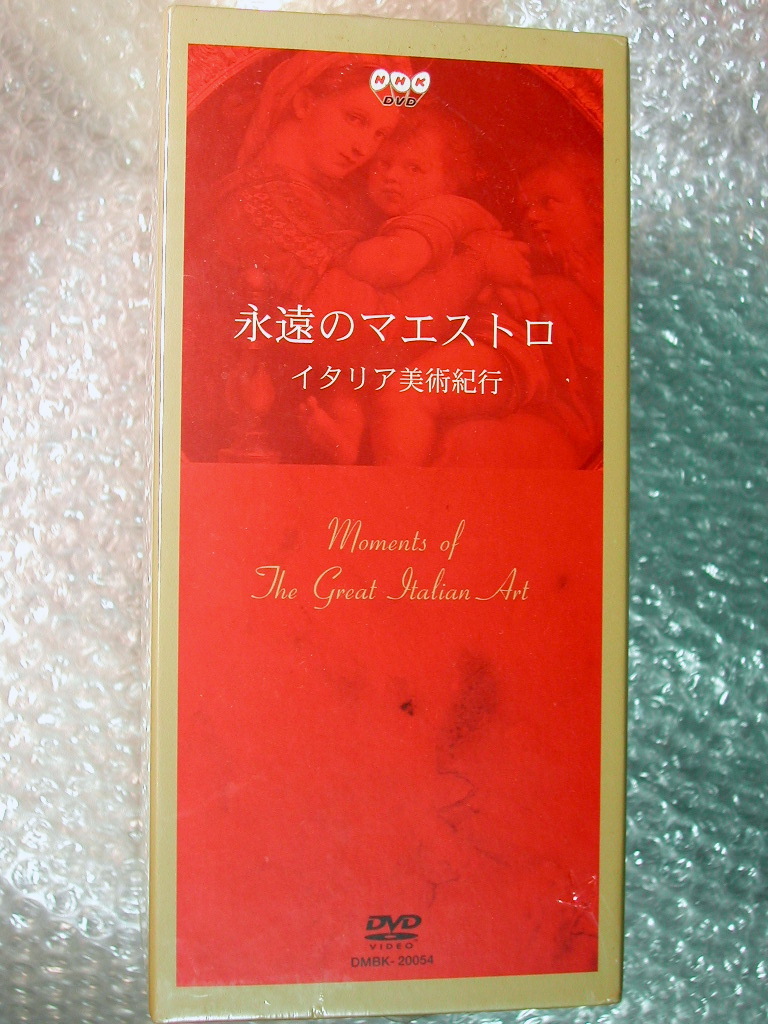 NHK
DVD
永遠のマエストロ
イタリア美術紀行
Moments of
The Great Italian Art
DVD
VIDEO
DMBK-20054